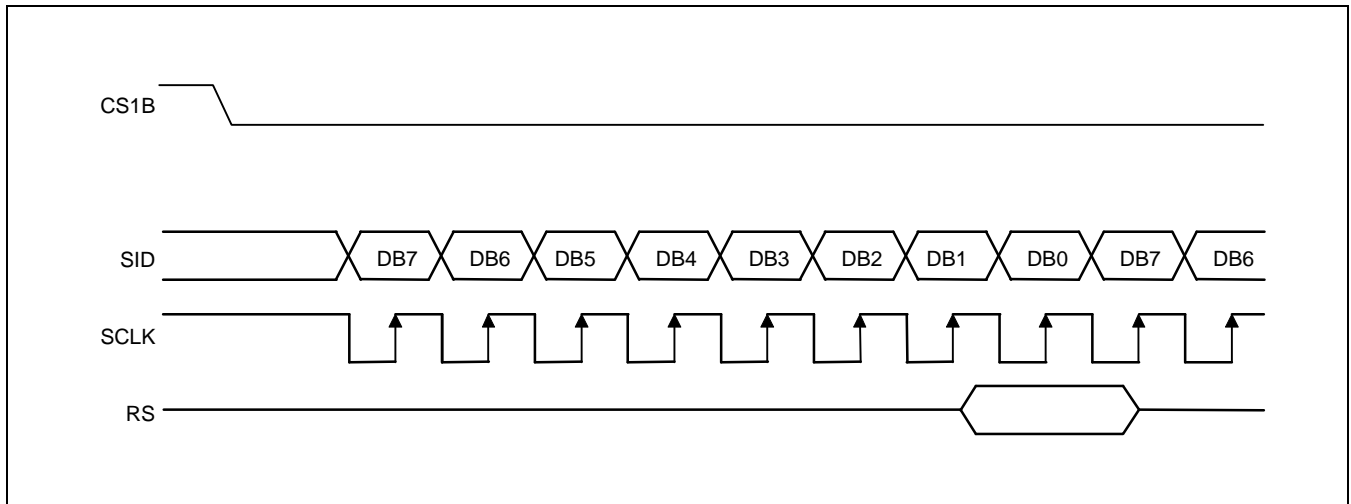 CS1B
SID DB7 DB6 DB5 DB4 DB3 DB2 DB1 DB0 DB7 DB6
SCLK
RS